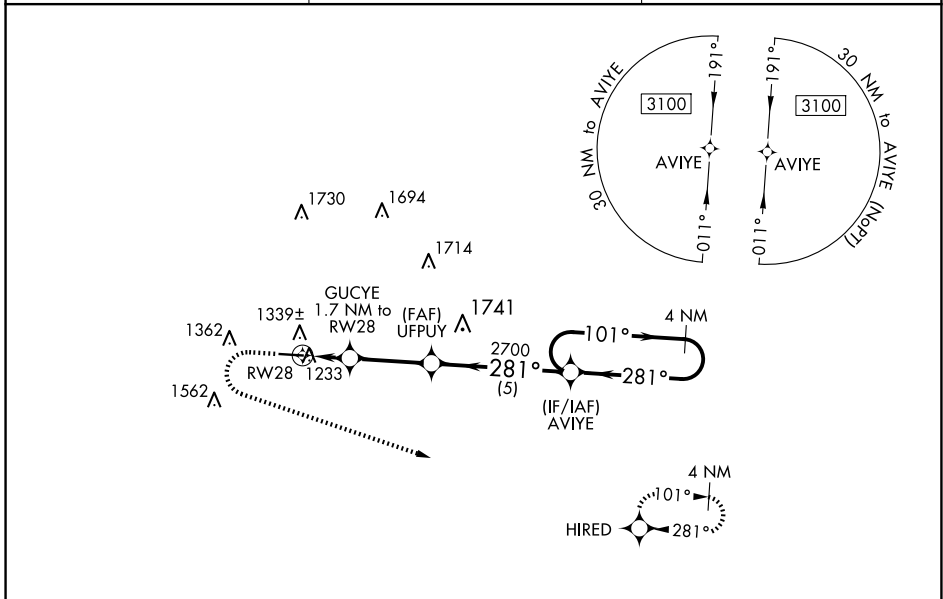 30 NM to AVIYE
191°
3100
AVIYE
011°
30 NM to AVIYE (NoPT)
191°
3100
AVIYE
011°
1730
1694
1714
GUCYE
1.7 NM to
RW28
(FAF)
UFPUY
1741
1339±
1362
RW28
1233
1562
2700
281°
(5)
101°
4 NM
281°
(IF/IAF)
AVIYE
4 NM
101°
HIRED
281°